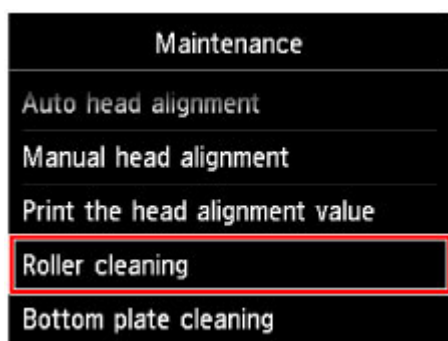 Maintenance
Auto head alignment
Manual head alignment
Print the head alignment value
Roller cleaning
Bottom plate cleaning